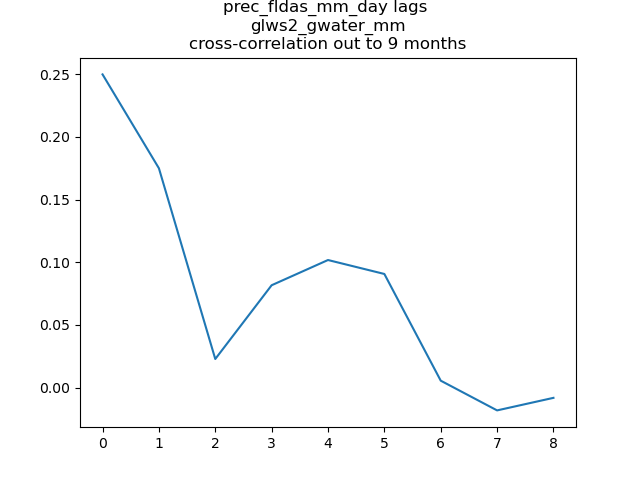 prec_fldas_mm_day lags
glws2_gwater_mm
cross-correlation out to 9 months
0.25
0.20
0.15
0.10
0.05
0.00
0 1 2 3 4 5 6 7 8